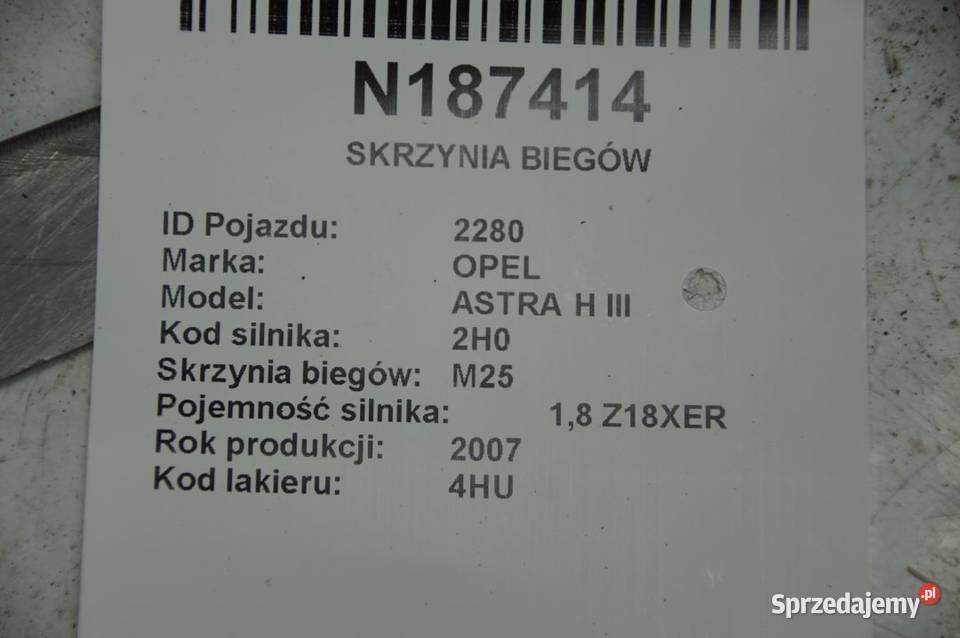 N187414
SKRZYNIA BIEGÓW
ID Pojazdu: 2280
Marka: OPEL
Model: ASTRA H III
Kod silnika: 2H0
Skrzynia biegów: M25
Pojemność silnika: 1,8 Z18XER
Rok produkcji: 2007
Kod lakieru: 4HU
Sprzedajemy.pl